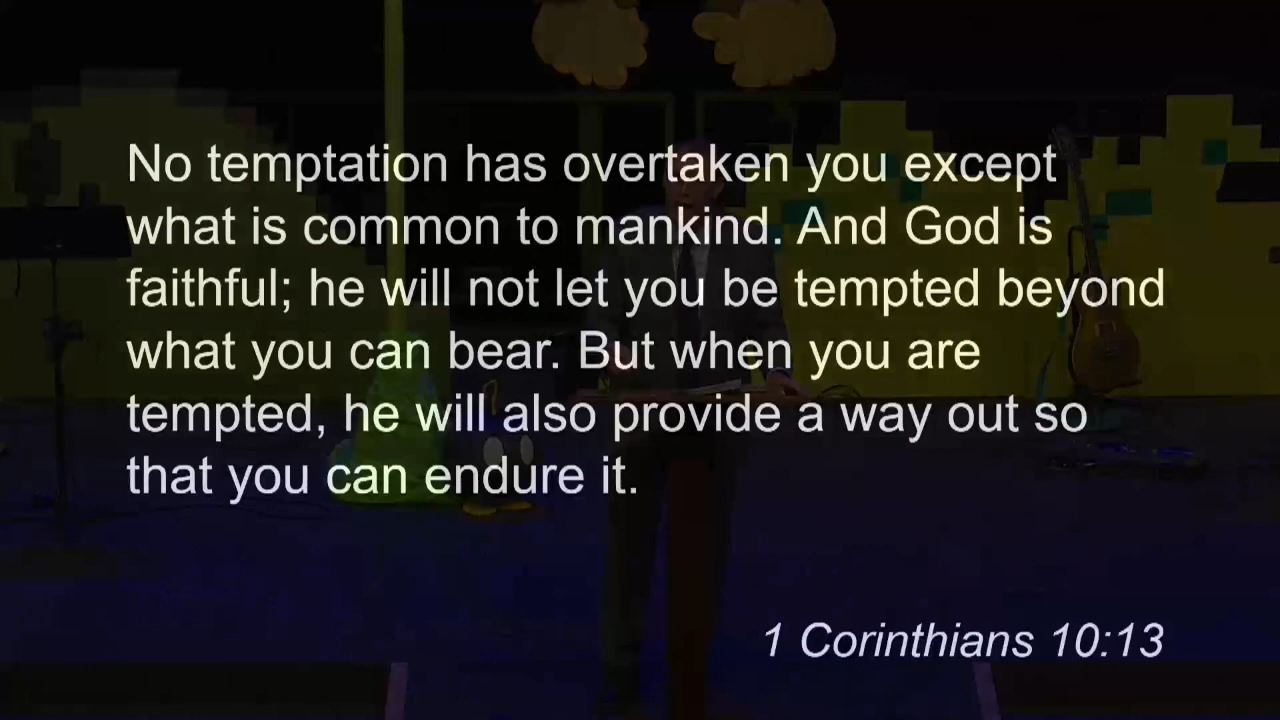 No temptation has overtaken you except
what is common to mankind. And God is
faithful; he will not let you be tempted beyond
what you can bear. But when you are
tempted, he will also provide a way out so
that you can endure it.
1 Corinthians 10:13